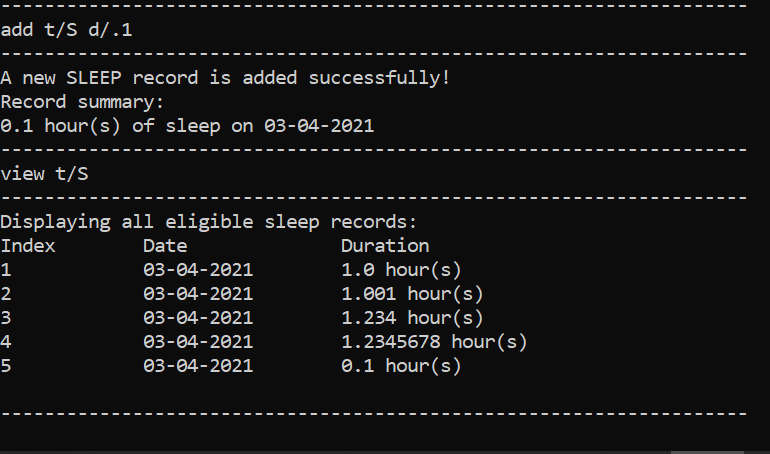 --------------------------------------------------------------------
add t/S d/.1
--------------------------------------------------------------------
A new SLEEP record is added successfully!
Record summary:
0.1 hour(s) of sleep on 03-04-2021
--------------------------------------------------------------------
view t/S
--------------------------------------------------------------------
Displaying all eligible sleep records:
Index        Date              Duration
1            03-04-2021        1.0 hour(s)
2            03-04-2021        1.001 hour(s)
3            03-04-2021        1.234 hour(s)
4            03-04-2021        1.2345678 hour(s)
5            03-04-2021        0.1 hour(s)
--------------------------------------------------------------------